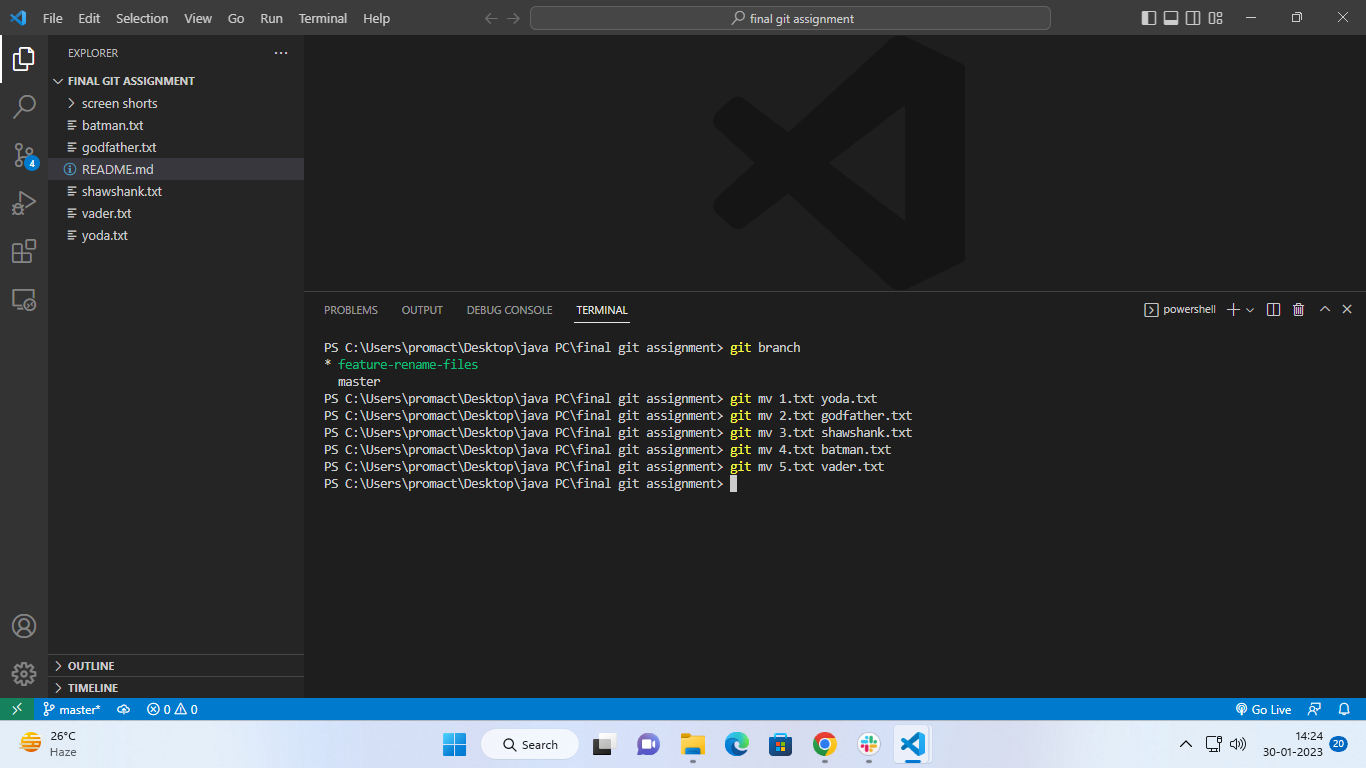 File Edit Selection View Go Run Terminal Help
final git assignment
EXPLORER
FINAL GIT ASSIGNMENT
screen shorts
batman.txt
godfather.txt
README.md
shawshank.txt
vader.txt
yoda.txt
4
OUTLINE
TIMELINE
PROBLEMS OUTPUT DEBUG CONSOLE TERMINAL
powershell
PS C:\Users\promact\Desktop\java PC\final git assignment> git branch
* feature-rename-files
master
PS C:\Users\promact\Desktop\java PC\final git assignment> git mv 1.txt yoda.txt
PS C:\Users\promact\Desktop\java PC\final git assignment> git mv 2.txt godfather.txt
PS C:\Users\promact\Desktop\java PC\final git assignment> git mv 3.txt shawshank.txt
PS C:\Users\promact\Desktop\java PC\final git assignment> git mv 4.txt batman.txt
PS C:\Users\promact\Desktop\java PC\final git assignment> git mv 5.txt vader.txt
PS C:\Users\promact\Desktop\java PC\final git assignment>
master* 0 0 Go Live
26°C
Haze
Search
14:24
30-01-2023
20